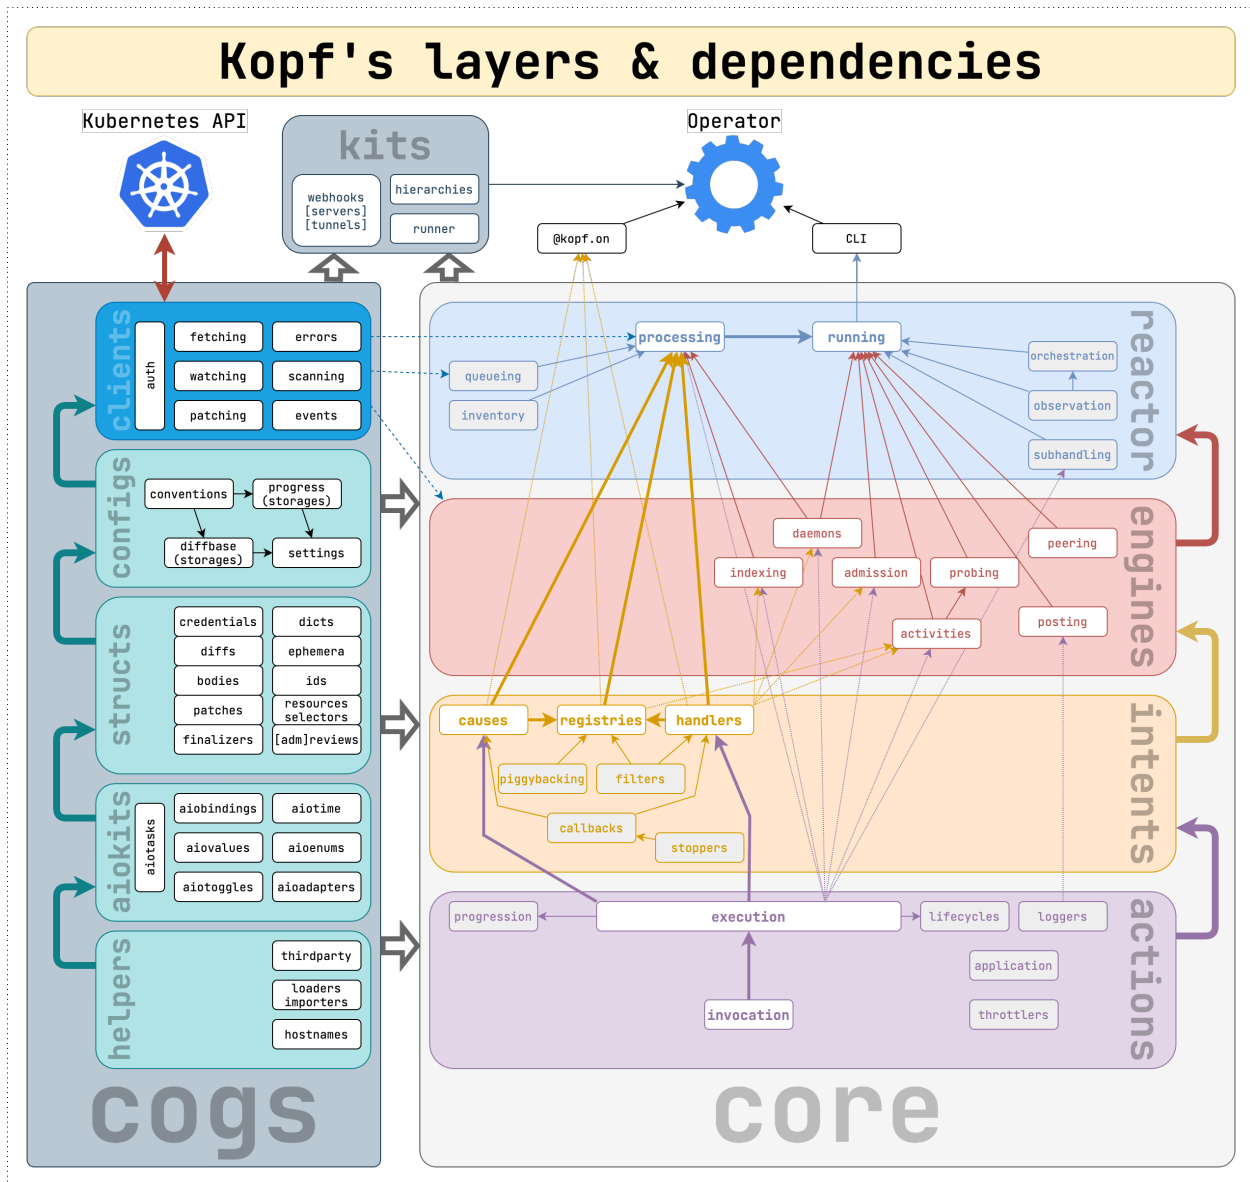 Kopf's layers & dependencies
Kubernetes API
kits
webhooks
[servers]
[tunnels]
hierarchies
runner
Operator
@kopf.on
CLI
clients
auth
fetching
errors
watching
scanning
patching
events
configs
conventions
progress
(storages)
diffbase
(storages)
settings
structs
credentials
dicts
diffs
ephemera
bodies
ids
patches
resources
selectors
finalizers
[adm]reviews
aiokits
aiotasks
aiobindings
aiotime
aiovalues
aioenums
aiotoggles
aioadapters
helpers
thirdparty
loaders
importers
hostnames
cogs
reactor
processing
running
queueing
inventory
orchestration
observation
subhandling
engines
daemons
peering
indexing
admission
probing
posting
activities
intents
causes
registries
handlers
piggybacking
filters
callbacks
stoppers
actions
progression
execution
lifecycles
loggers
application
invocation
throttlers
core